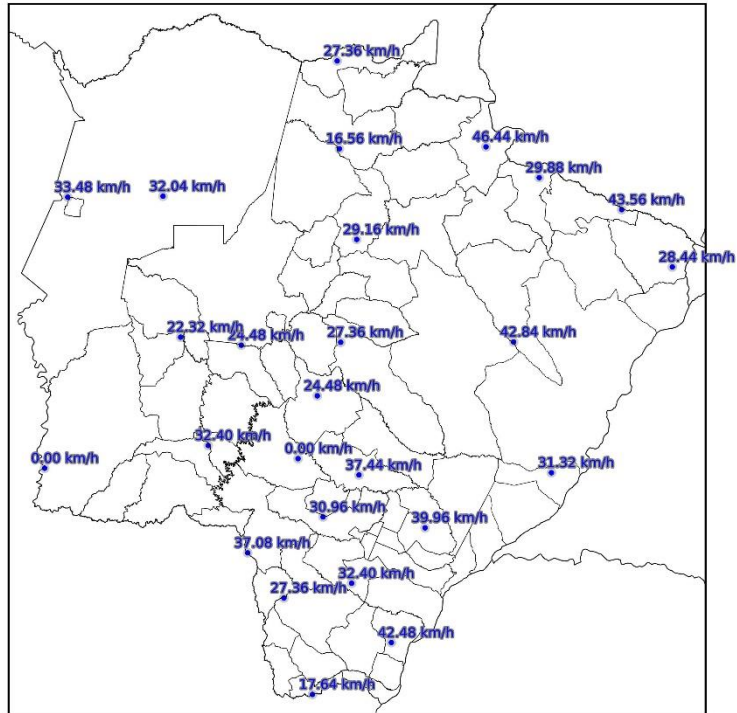 27.36 km/h
16.56 km/h
46.44 km/h
29.88 km/h
33.48 km/h
32.04 km/h
43.56 km/h
29.16 km/h
28.44 km/h
22.32 km/h
24.48 km/h
27.36 km/h
42.84 km/h
24.48 km/h
32.40 km/h
0.00 km/h
0.00 km/h
37.44 km/h
31.32 km/h
30.96 km/h
39.96 km/h
37.08 km/h
32.40 km/h
27.36 km/h
42.48 km/h
17.64 km/h